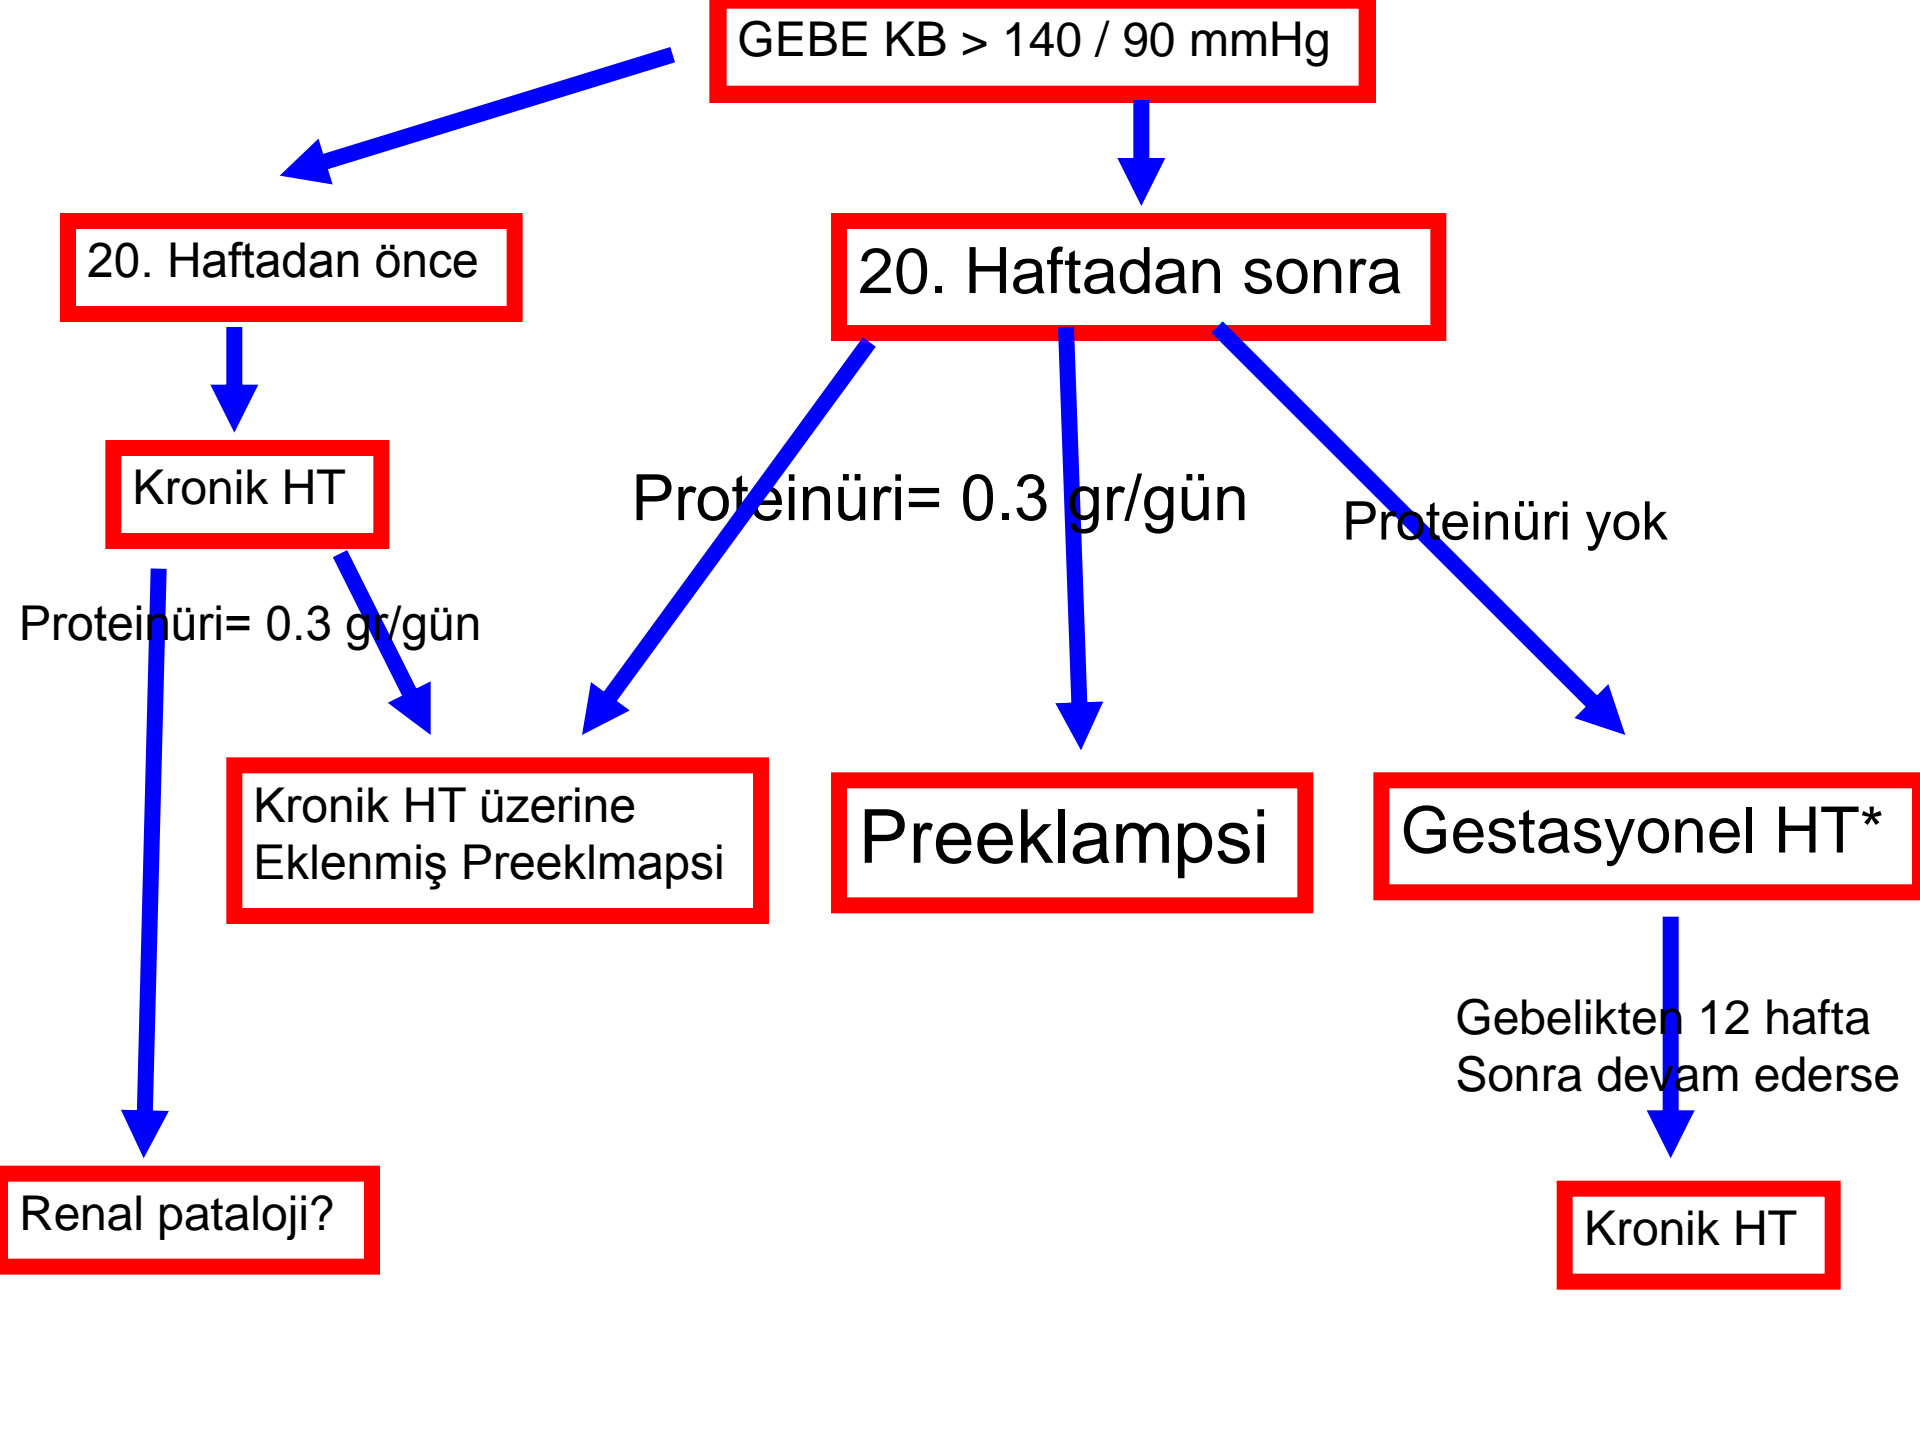 GEBE KB > 140 / 90 mmHg
20. Haftadan önce
20. Haftadan sonra
Kronik HT
Proteinüri= 0.3 gr/gün
Proteinüri yok
Proteinüri= 0.3 gr/gün
Kronik HT üzerine
Eklenmiş Preeklmapsi
Preeklampsi
Gestasyonel HT*
Gebelikten 12 hafta
Sonra devam ederse
Renal pataloji?
Kronik HT